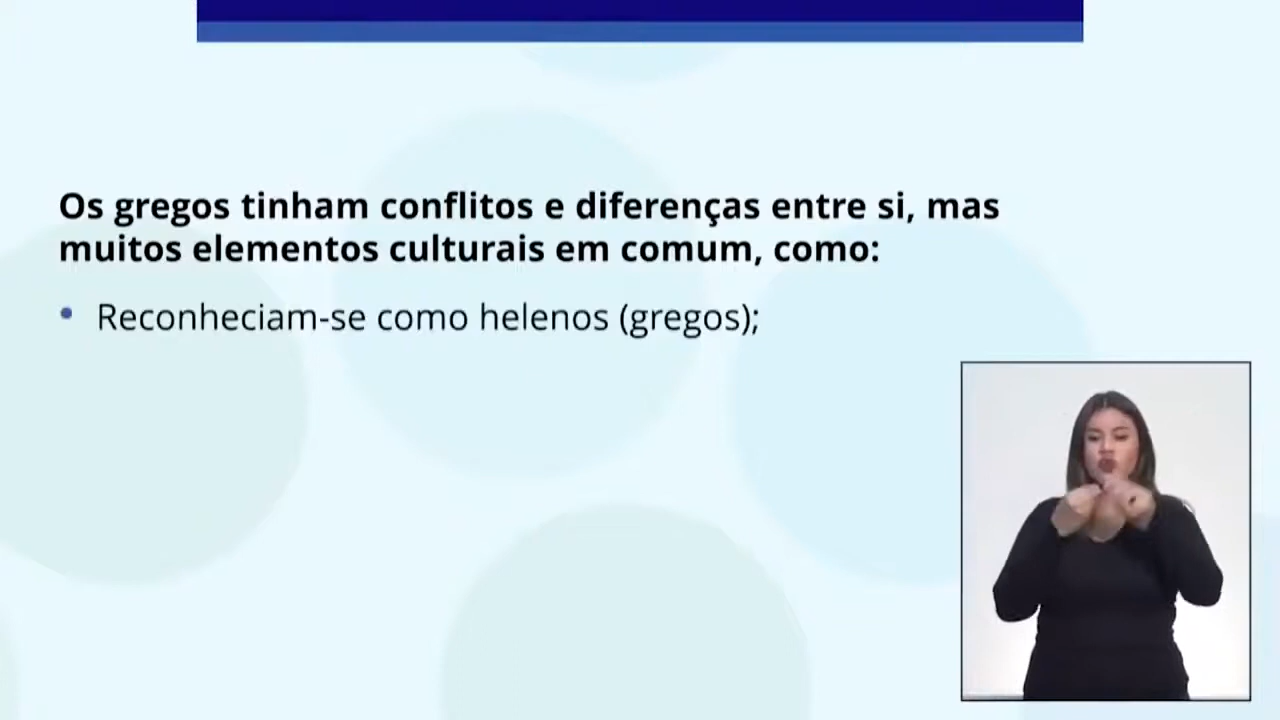 Os gregos tinham conflitos e diferenças entre si, mas
muitos elementos culturais em comum, como:
• Reconheciam-se como helenos (gregos);